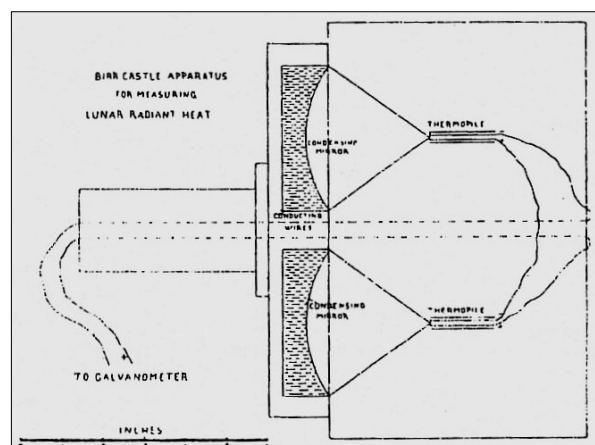 BIRR CASTLE APPARATUS
FOR MEASURING
LUNAR RADIANT HEAT
THERMOPILE
CONDENSING
MIRROR
CONDUCTING
WIRES
CONDENSING
MIRROR
THERMOPILE
TO GALVANOMETER
INCHES